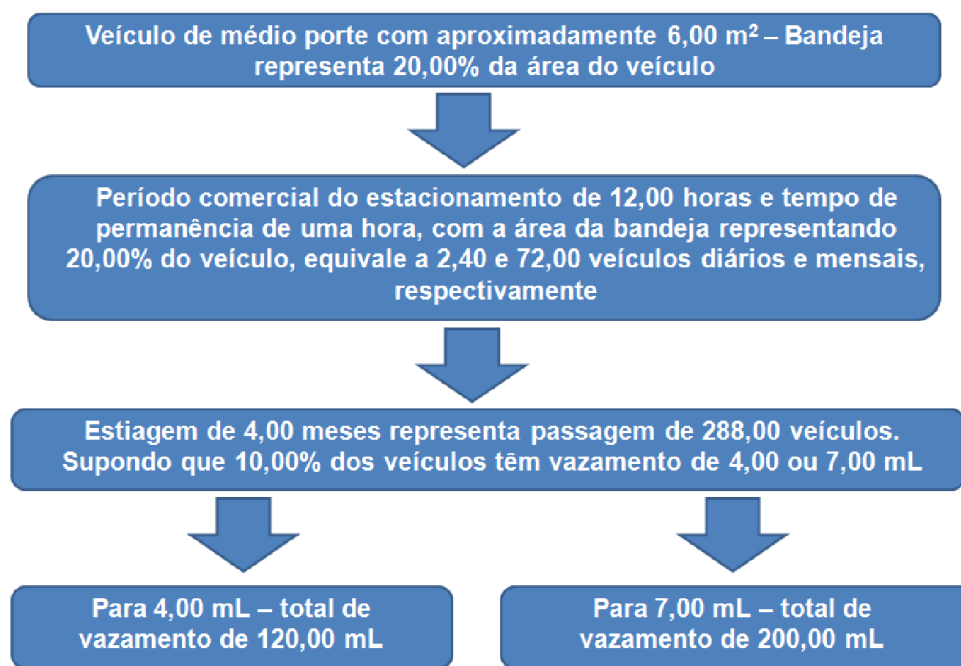 Veículo de médio porte com aproximadamente 6,00 m² – Bandeja
representa 20,00% da área do veículo
Período comercial do estacionamento de 12,00 horas e tempo de
permanência de uma hora, com a área da bandeja representando
20,00% do veículo, equivale a 2,40 e 72,00 veículos diários e mensais,
respectivamente
Estiagem de 4,00 meses representa passagem de 288,00 veículos.
Supondo que 10,00% dos veículos têm vazamento de 4,00 ou 7,00 mL
Para 4,00 mL – total de
vazamento de 120,00 mL
Para 7,00 mL – total de
vazamento de 200,00 mL